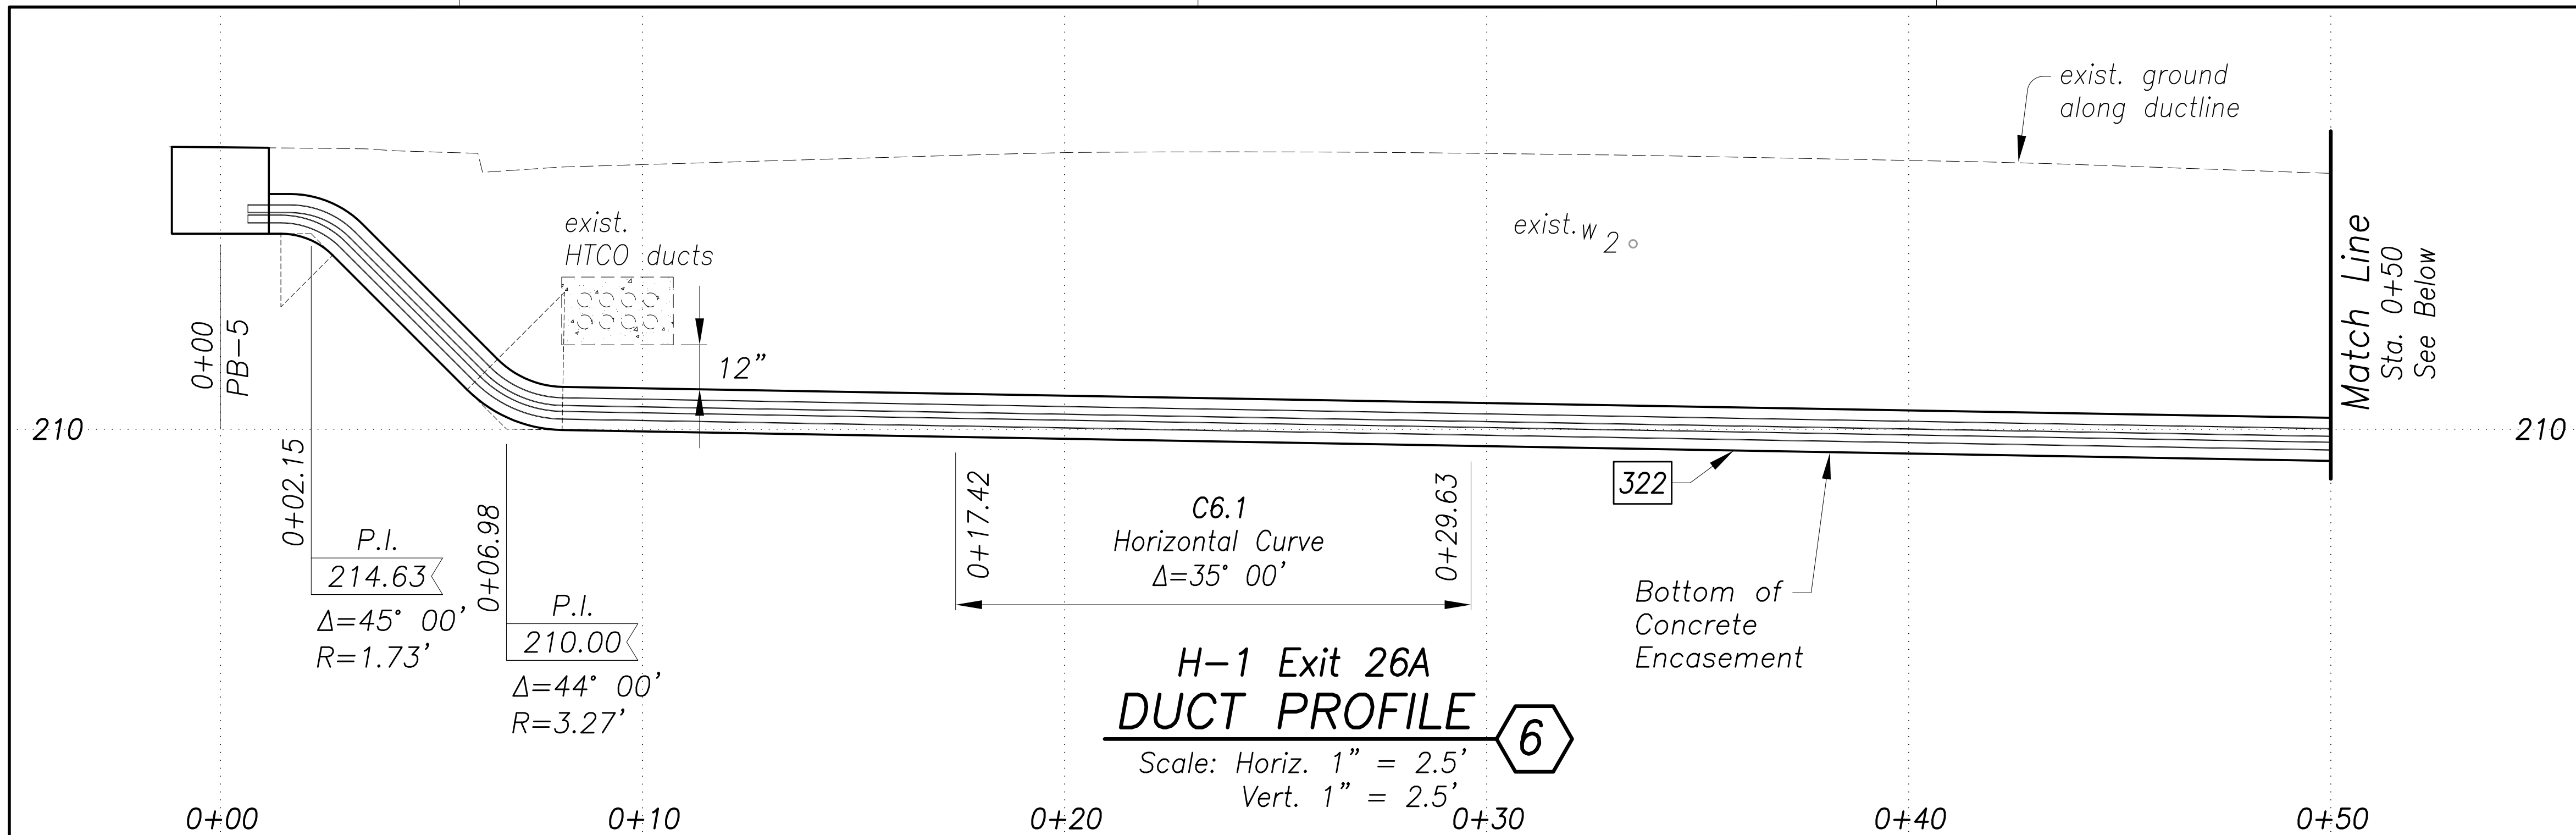 exist. ground
along ductline
exist.
HTCO ducts
exist. w 2
12”
0+00
PB-5
Match Line
Sta. 0+50
See Below
210
210
0+02.15
P.I.
214.63
Δ=45° 00’
R=1.73’
0+06.98
P.I.
210.00
Δ=44° 00’
R=3.27’
0+17.42
C6.1
Horizontal Curve
Δ=35° 00’
0+29.63
322
Bottom of
Concrete
Encasement
H-1 Exit 26A
DUCT PROFILE
6
Scale: Horiz. 1” = 2.5’
Vert. 1” = 2.5’
0+00
0+10
0+20
0+30
0+40
0+50